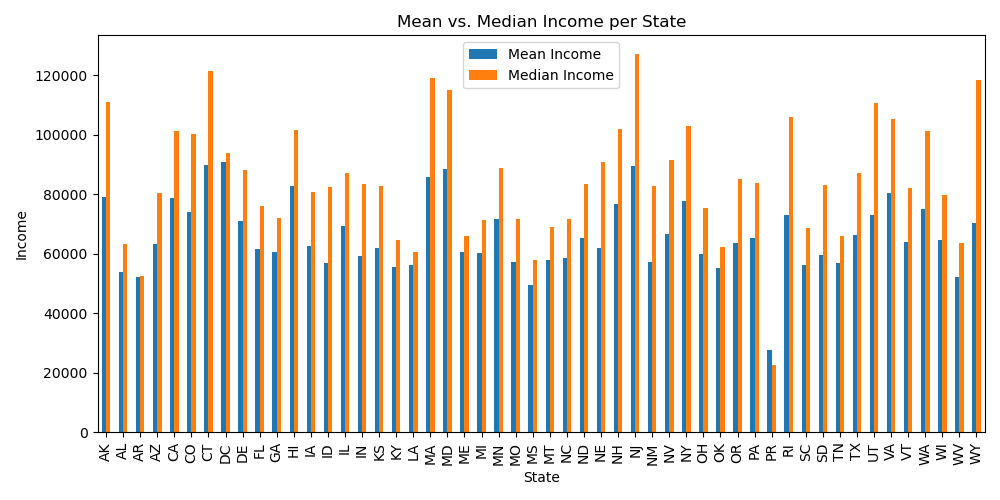 Mean vs. Median Income per State
Mean Income
Median Income
120000
100000
80000
60000
40000
20000
0
Income
AK AL AR AZ CA CO CT DC DE FL GA HI IA ID IL IN KS KY LA MA MD ME MI MN MO MS MT NC ND NE NH NJ NM NV NY OH OK OR PA PR RI SC SD TN TX UT VA VT WA WI WV WY
State